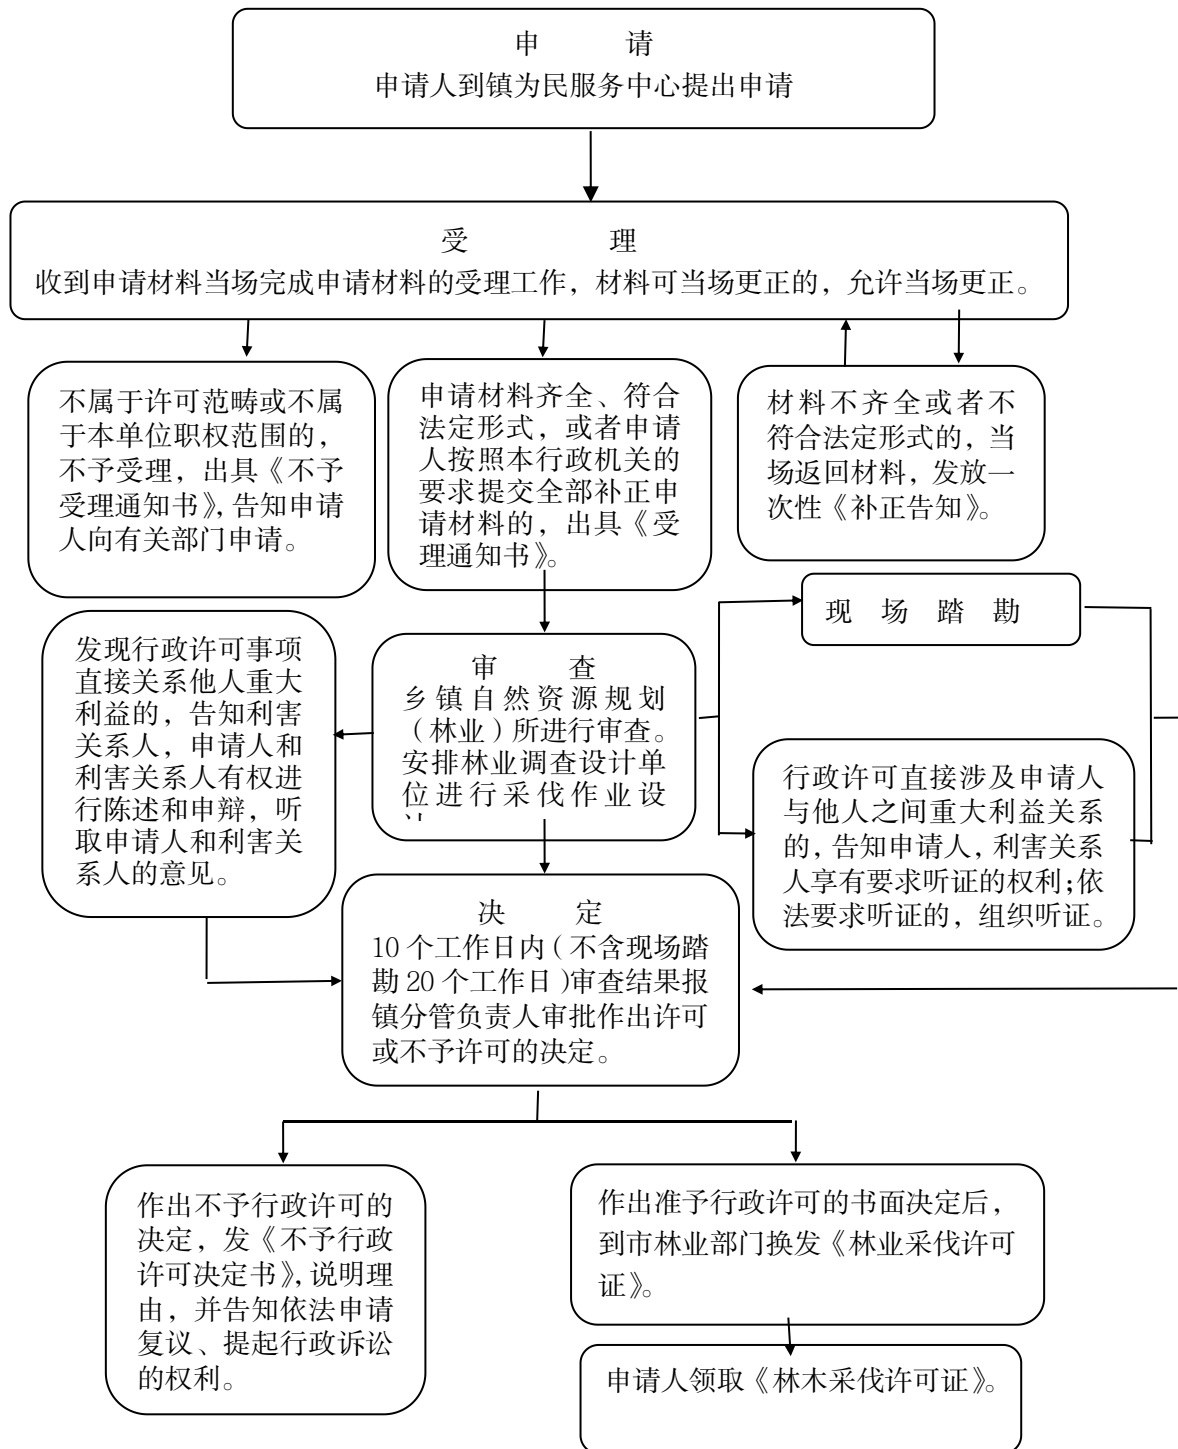 申 请
申请人到镇为民服务中心提出申请
受 理
收到申请材料当场完成申请材料的受理工作，材料可当场更正的，允许当场更正。
不属于许可范畴或不属
于本单位职权范围的，
不予受理，出具《不予
受理通知书》，告知申请
人向有关部门申请。
申请材料齐全、符合
法定形式，或者申请
人按照本行政机关的
要求提交全部补正申
请材料的，出具《受
理通知书》。
材料不齐全或者不
符合法定形式的，当
场返回材料，发放一
次性《补正告知》。
现 场 踏 勘
发现行政许可事项
直接关系他人重大
利益的，告知利害
关系人，申请人和
利害关系人有权进
行陈述和申辩，听
取申请人和利害关
系人的意见。
审 查
乡镇自然资源规划
（林业）所进行审查。
安排林业调查设计单
位进行采伐作业设
行政许可直接涉及申请人
与他人之间重大利益关系
的，告知申请人，利害关系
人享有要求听证的权利；依
法要求听证的，组织听证。
决 定
10个工作日内（不含现场踏
勘20个工作日）审查结果报
镇分管负责人审批作出许可
或不予许可的决定。
作出不予行政许可的
决定，发《不予行政
许可决定书》，说明理
由，并告知依法申请
复议、提起行政诉讼
的权利。
作出准予行政许可的书面决定后，
到市林业部门换发《林业采伐许可
证》。
申请人领取《林木采伐许可证》。